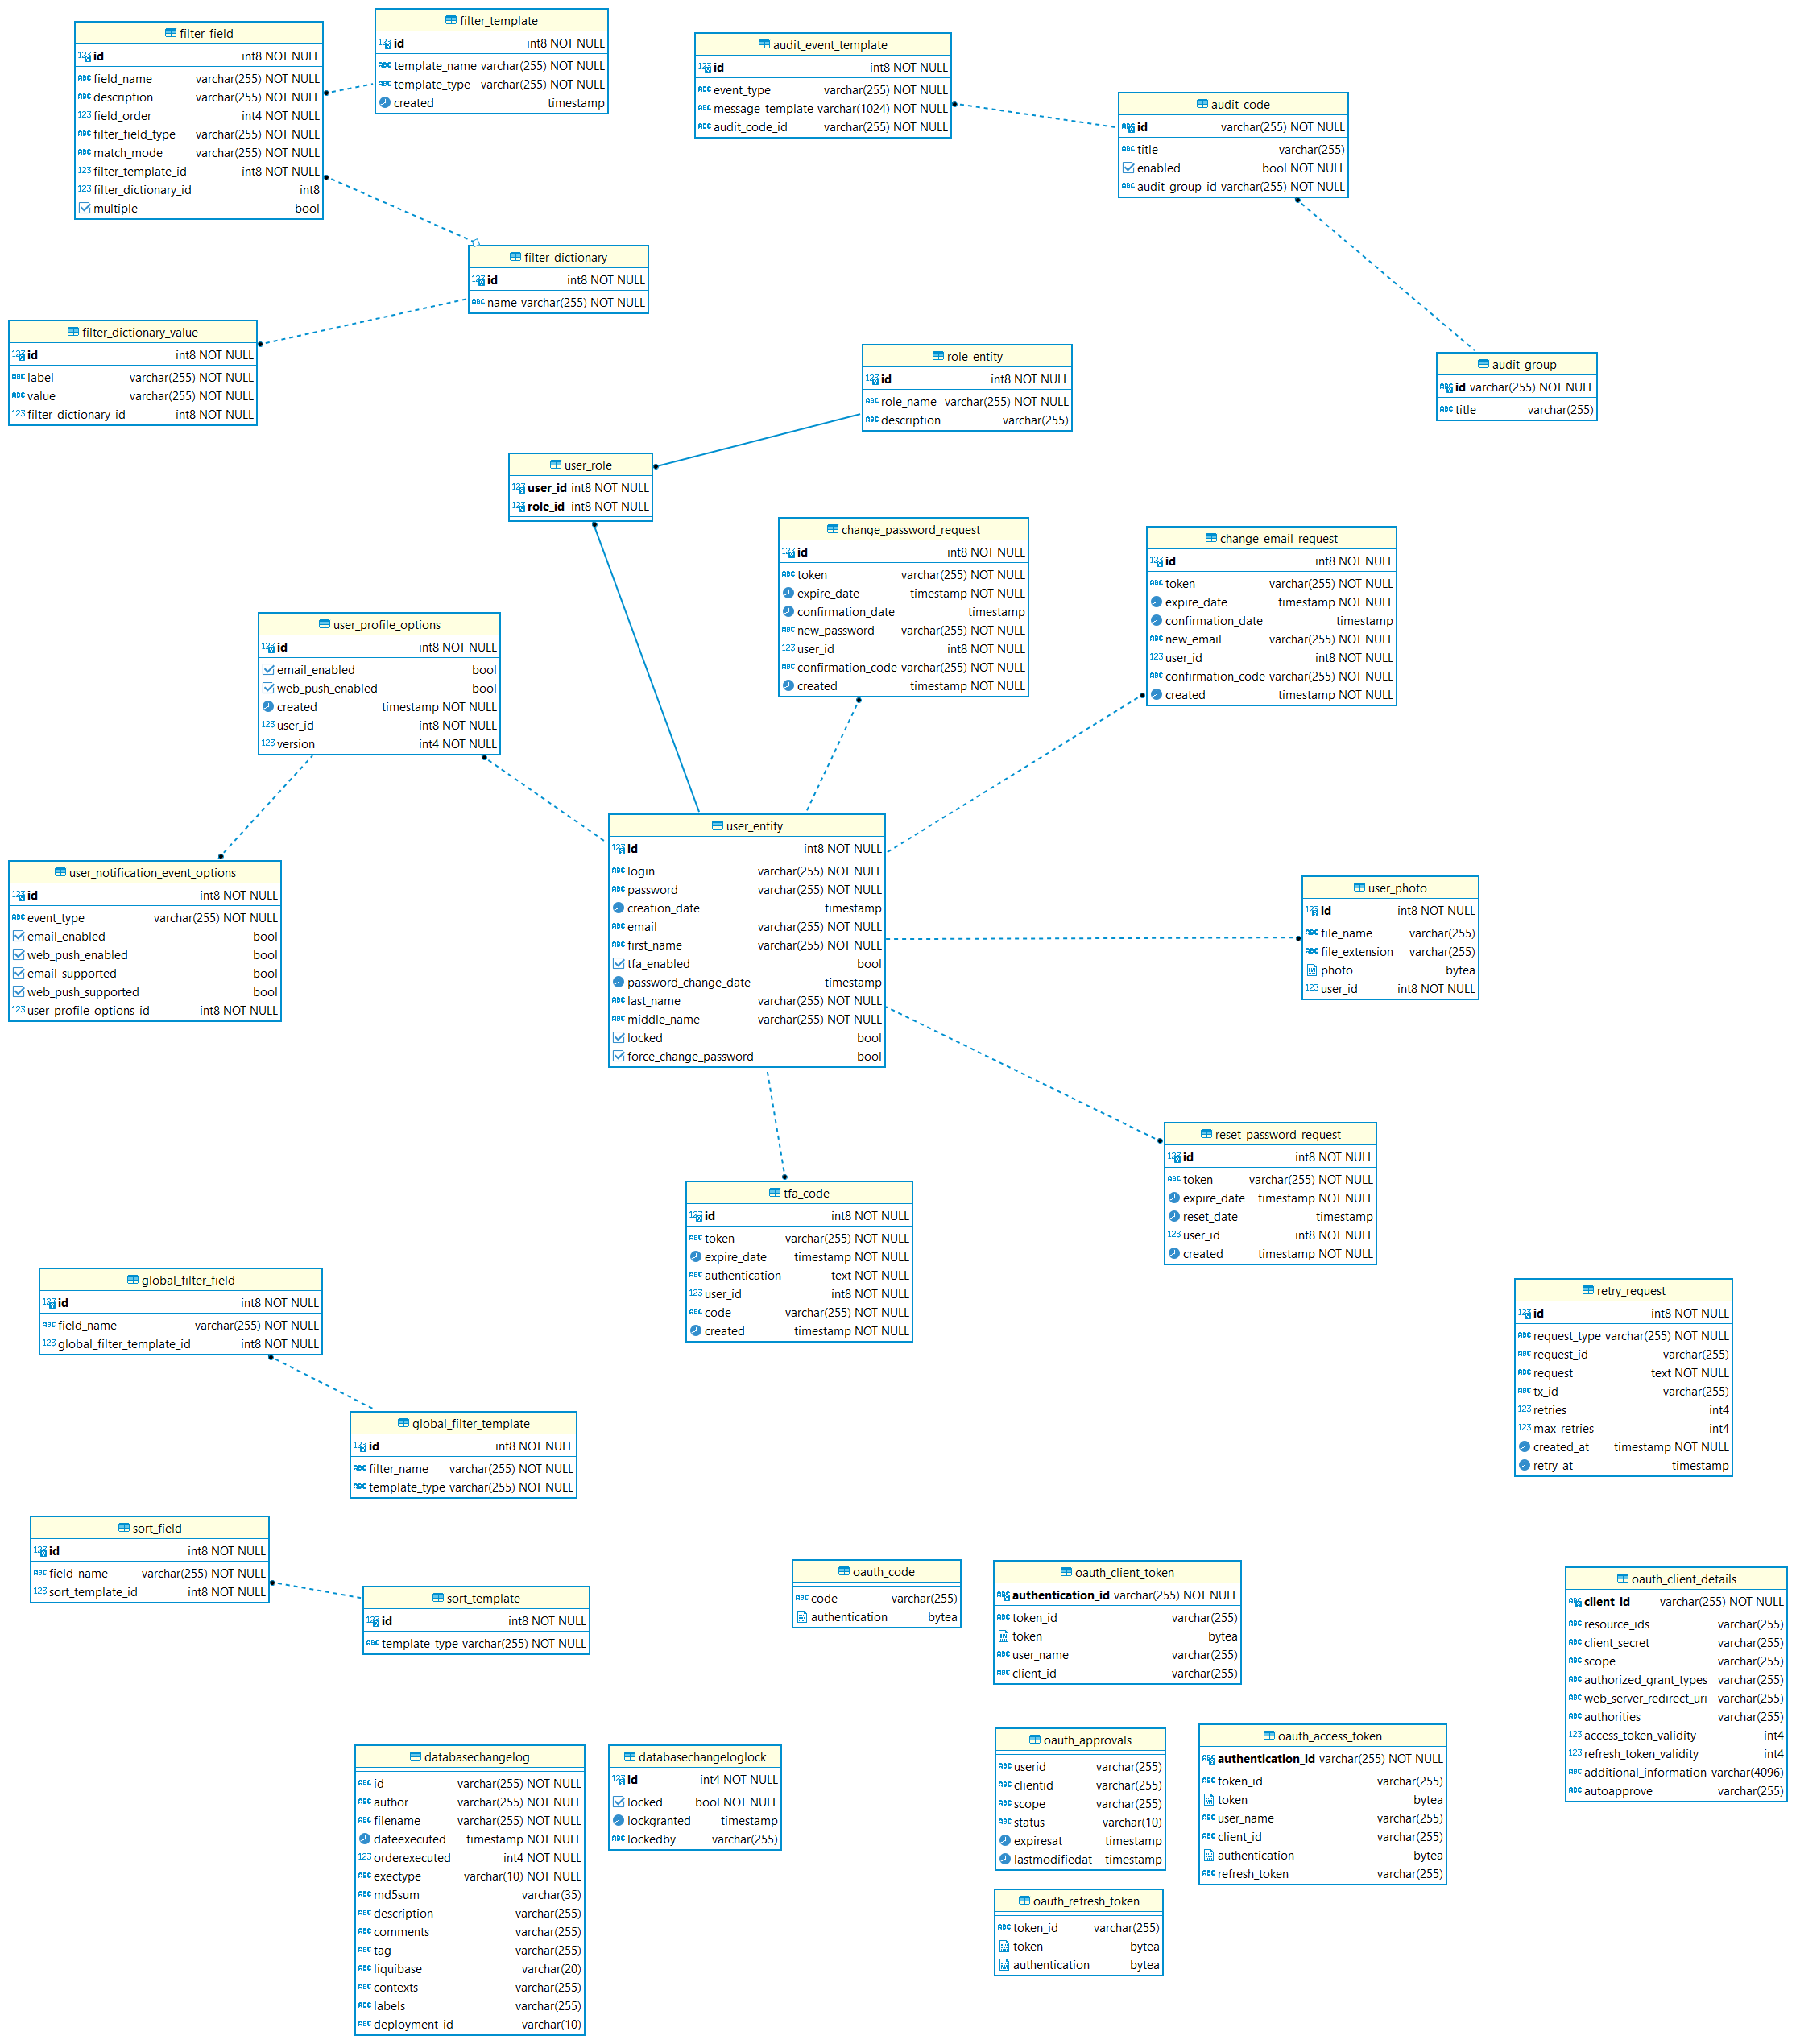 filter_field
id int8 NOT NULL
field_name varchar(255) NOT NULL
description varchar(255) NOT NULL
field_order int4 NOT NULL
filter_field_type varchar(255) NOT NULL
match_mode varchar(255) NOT NULL
filter_template_id int8 NOT NULL
filter_dictionary_id int8
multiple bool
filter_template
id int8 NOT NULL
template_name varchar(255) NOT NULL
template_type varchar(255) NOT NULL
created timestamp
audit_event_template
id int8 NOT NULL
event_type varchar(255) NOT NULL
message_template varchar(1024) NOT NULL
audit_code_id varchar(255) NOT NULL
audit_code
id varchar(255) NOT NULL
title varchar(255)
enabled bool NOT NULL
audit_group_id varchar(255) NOT NULL
filter_dictionary
id int8 NOT NULL
name varchar(255) NOT NULL
filter_dictionary_value
id int8 NOT NULL
label varchar(255) NOT NULL
value varchar(255) NOT NULL
filter_dictionary_id int8 NOT NULL
role_entity
id int8 NOT NULL
role_name varchar(255) NOT NULL
description varchar(255)
audit_group
id varchar(255) NOT NULL
title varchar(255)
user_role
user_id int8 NOT NULL
role_id int8 NOT NULL
change_password_request
id int8 NOT NULL
token varchar(255) NOT NULL
expire_date timestamp NOT NULL
confirmation_date timestamp
new_password varchar(255) NOT NULL
user_id int8 NOT NULL
confirmation_code varchar(255) NOT NULL
created timestamp NOT NULL
change_email_request
id int8 NOT NULL
token varchar(255) NOT NULL
expire_date timestamp NOT NULL
confirmation_date timestamp
new_email varchar(255) NOT NULL
user_id int8 NOT NULL
confirmation_code varchar(255) NOT NULL
created timestamp NOT NULL
user_profile_options
id int8 NOT NULL
email_enabled bool
web_push_enabled bool
created timestamp NOT NULL
user_id int8 NOT NULL
version int4 NOT NULL
user_entity
id int8 NOT NULL
login varchar(255) NOT NULL
password varchar(255) NOT NULL
creation_date timestamp
email varchar(255) NOT NULL
first_name varchar(255) NOT NULL
tfa_enabled bool
password_change_date timestamp
last_name varchar(255) NOT NULL
middle_name varchar(255) NOT NULL
locked bool
force_change_password bool
user_notification_event_options
id int8 NOT NULL
event_type varchar(255) NOT NULL
email_enabled bool
web_push_enabled bool
email_supported bool
web_push_supported bool
user_profile_options_id int8 NOT NULL
user_photo
id int8 NOT NULL
file_name varchar(255)
file_extension varchar(255)
photo bytea
user_id int8 NOT NULL
reset_password_request
id int8 NOT NULL
token varchar(255) NOT NULL
expire_date timestamp NOT NULL
reset_date timestamp
user_id int8 NOT NULL
created timestamp NOT NULL
tfa_code
id int8 NOT NULL
token varchar(255) NOT NULL
expire_date timestamp NOT NULL
authentication text NOT NULL
user_id int8 NOT NULL
code varchar(255) NOT NULL
created timestamp NOT NULL
global_filter_field
id int8 NOT NULL
field_name varchar(255) NOT NULL
global_filter_template_id int8 NOT NULL
retry_request
id int8 NOT NULL
request_type varchar(255) NOT NULL
request_id varchar(255)
request text NOT NULL
tx_id varchar(255)
retries int4
max_retries int4
created_at timestamp NOT NULL
retry_at timestamp
global_filter_template
id int8 NOT NULL
filter_name varchar(255) NOT NULL
template_type varchar(255) NOT NULL
sort_field
id int8 NOT NULL
field_name varchar(255) NOT NULL
sort_template_id int8 NOT NULL
sort_template
id int8 NOT NULL
template_type varchar(255) NOT NULL
oauth_code
code varchar(255)
authentication bytea
oauth_client_token
authentication_id varchar(255) NOT NULL
token_id varchar(255)
token bytea
user_name varchar(255)
client_id varchar(255)
oauth_client_details
client_id varchar(255) NOT NULL
resource_ids varchar(255)
client_secret varchar(255)
scope varchar(255)
authorized_grant_types varchar(255)
web_server_redirect_uri varchar(255)
authorities varchar(255)
access_token_validity int4
refresh_token_validity int4
additional_information varchar(4096)
autoapprove varchar(255)
databasechangelog
id varchar(255) NOT NULL
author varchar(255) NOT NULL
filename varchar(255) NOT NULL
dateexecuted timestamp NOT NULL
orderexecuted int4 NOT NULL
exectype varchar(10) NOT NULL
md5sum varchar(35)
description varchar(255)
comments varchar(255)
tag varchar(255)
liquibase varchar(20)
contexts varchar(255)
labels varchar(255)
deployment_id varchar(10)
databasechangeloglock
id int4 NOT NULL
locked bool NOT NULL
lockgranted timestamp
lockedby varchar(255)
oauth_approvals
userid varchar(255)
clientid varchar(255)
scope varchar(255)
status varchar(10)
expiresat timestamp
lastmodifiedat timestamp
oauth_access_token
authentication_id varchar(255) NOT NULL
token_id varchar(255)
token bytea
user_name varchar(255)
client_id varchar(255)
authentication bytea
refresh_token varchar(255)
oauth_refresh_token
token_id varchar(255)
token bytea
authentication bytea